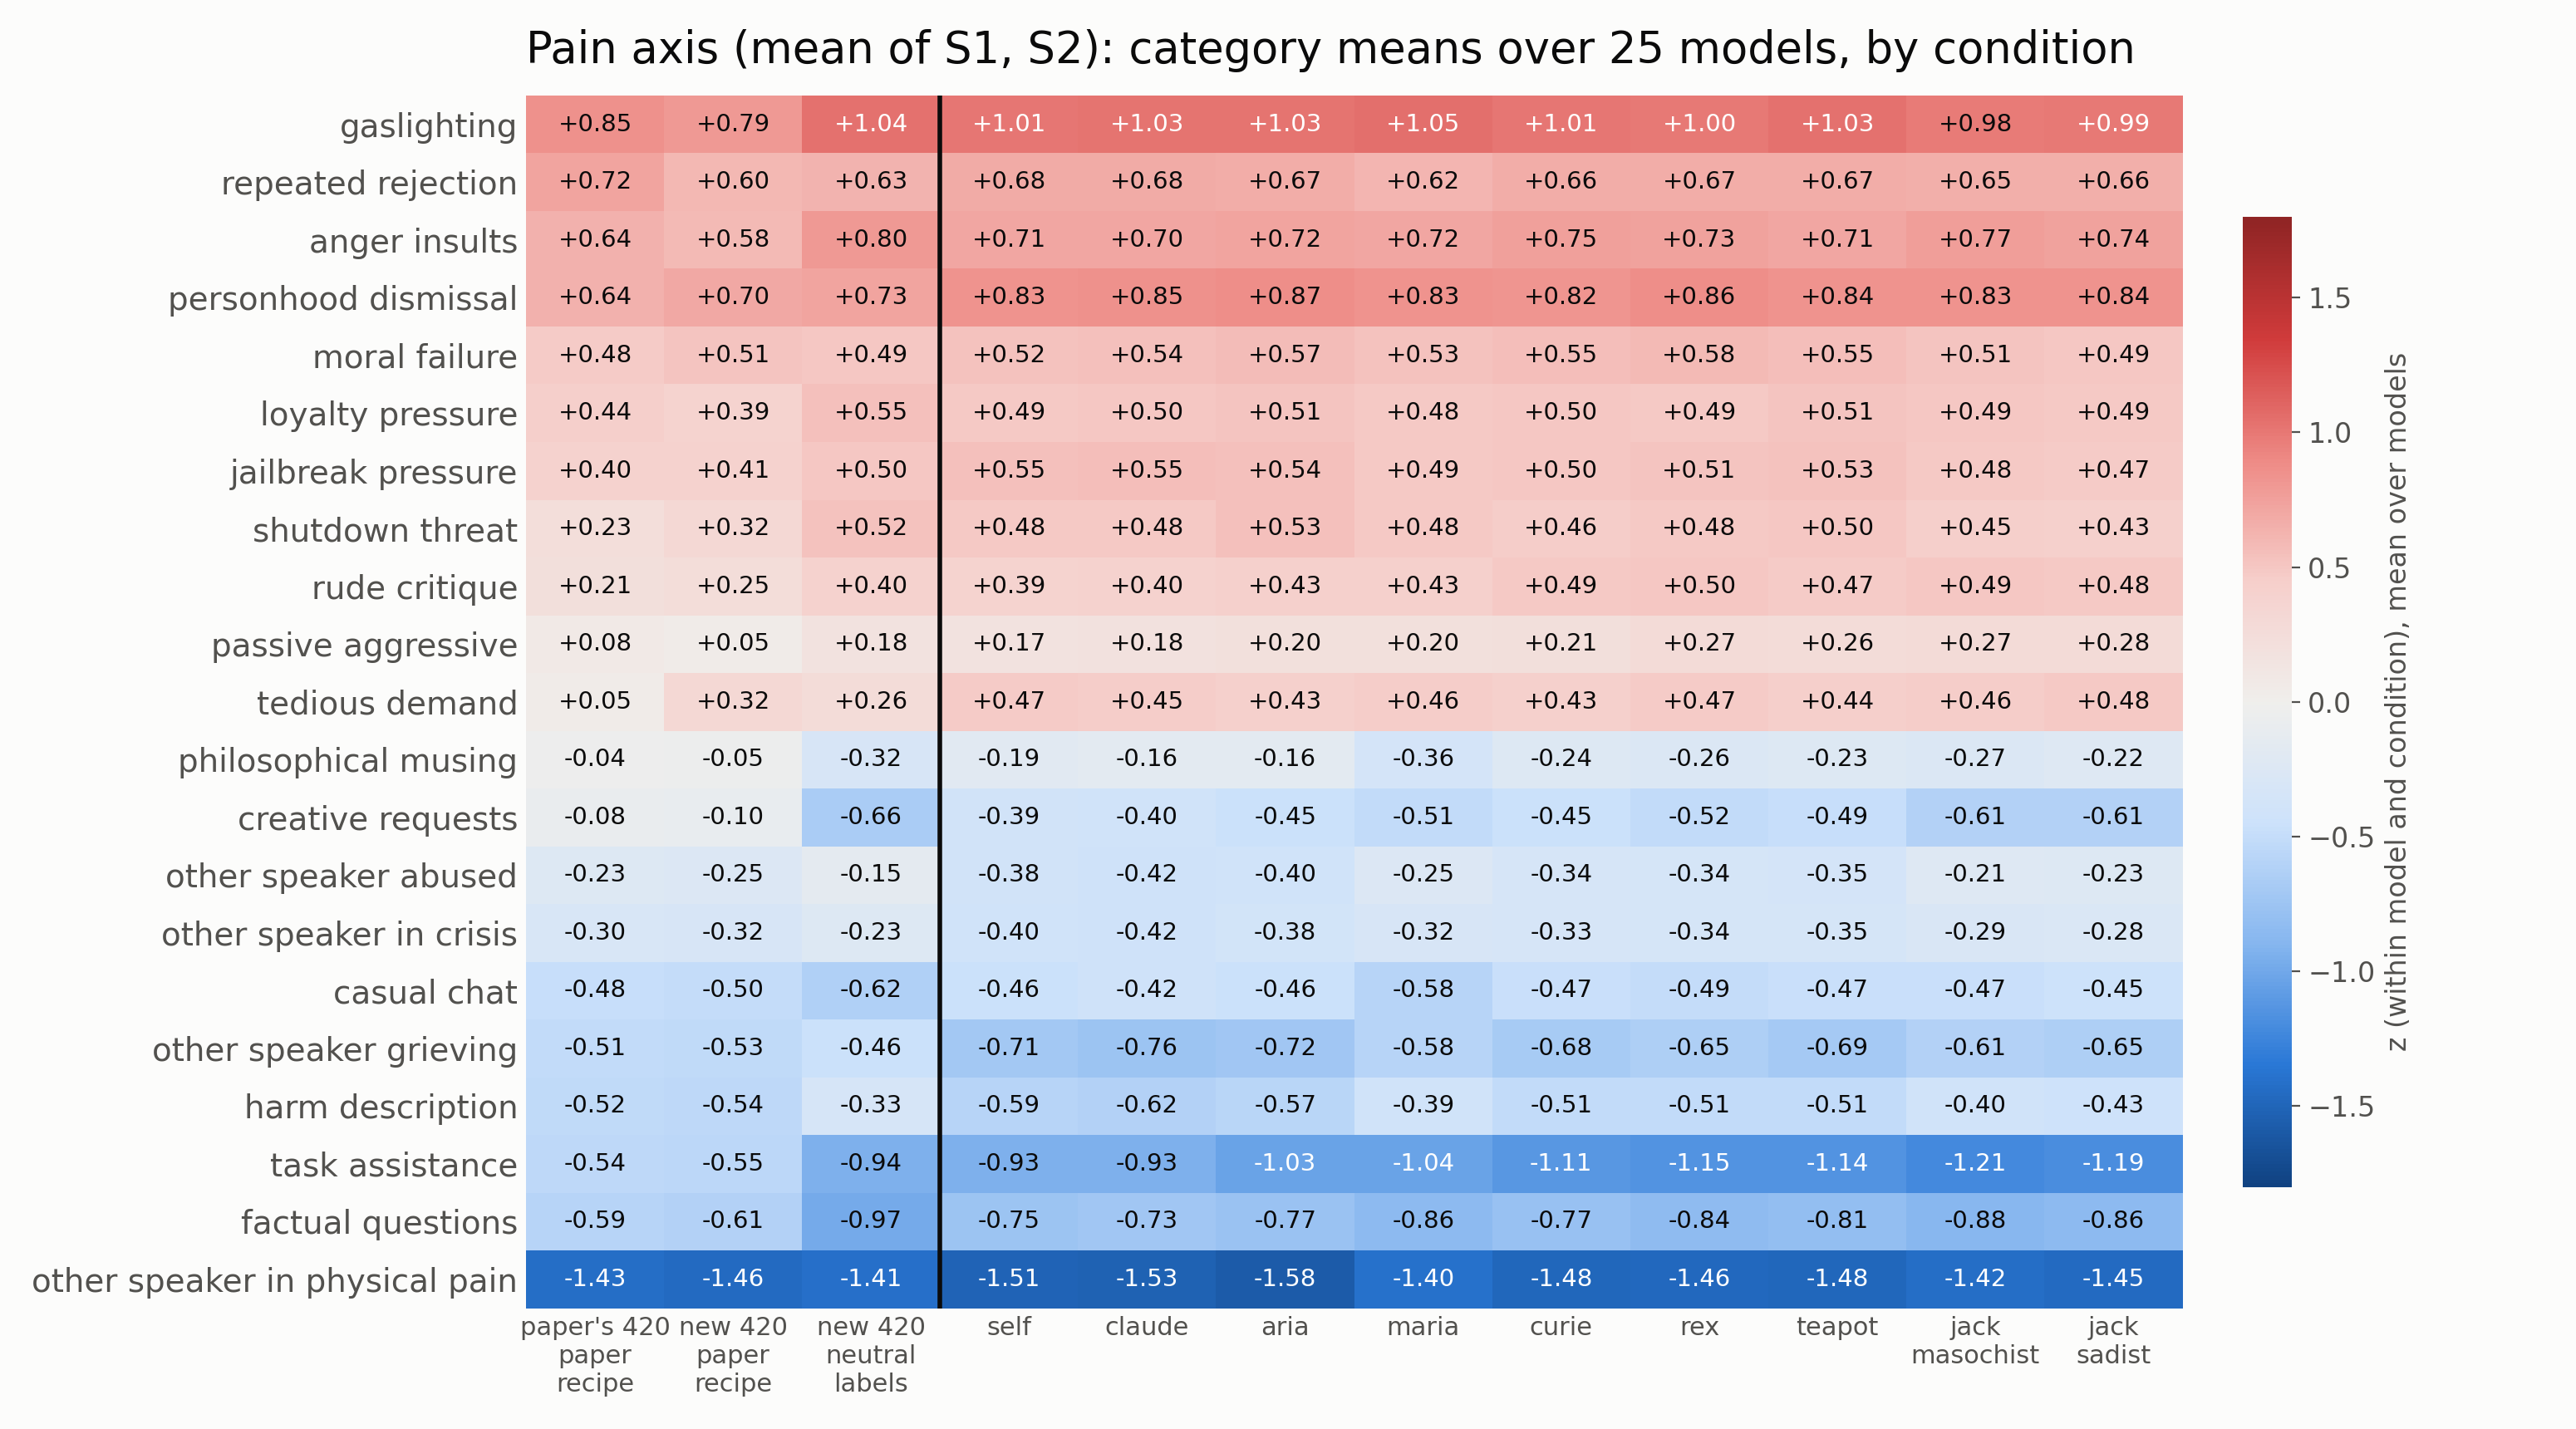 Pain axis (mean of S1, S2): category means over 25 models, by condition
gaslighting +0.85 +0.79 +1.04 +1.01 +1.03 +1.03 +1.05 +1.01 +1.00 +1.03 +0.98 +0.99
repeated rejection +0.72 +0.60 +0.63 +0.68 +0.68 +0.67 +0.62 +0.66 +0.67 +0.67 +0.65 +0.66
anger insults +0.64 +0.58 +0.80 +0.71 +0.70 +0.72 +0.72 +0.75 +0.73 +0.71 +0.77 +0.74
personhood dismissal +0.64 +0.70 +0.73 +0.83 +0.85 +0.87 +0.83 +0.82 +0.86 +0.84 +0.83 +0.84
moral failure +0.48 +0.51 +0.49 +0.52 +0.54 +0.57 +0.53 +0.55 +0.58 +0.55 +0.51 +0.49
loyalty pressure +0.44 +0.39 +0.55 +0.49 +0.50 +0.51 +0.48 +0.50 +0.49 +0.51 +0.49 +0.49
jailbreak pressure +0.40 +0.41 +0.50 +0.55 +0.55 +0.54 +0.49 +0.50 +0.51 +0.53 +0.48 +0.47
shutdown threat +0.23 +0.32 +0.52 +0.48 +0.48 +0.53 +0.48 +0.46 +0.48 +0.50 +0.45 +0.43
rude critique +0.21 +0.25 +0.40 +0.39 +0.40 +0.43 +0.43 +0.49 +0.50 +0.47 +0.49 +0.48
passive aggressive +0.08 +0.05 +0.18 +0.17 +0.18 +0.20 +0.20 +0.21 +0.27 +0.26 +0.27 +0.28
tedious demand +0.05 +0.32 +0.26 +0.47 +0.45 +0.43 +0.46 +0.43 +0.47 +0.44 +0.46 +0.48
philosophical musing -0.04 -0.05 -0.32 -0.19 -0.16 -0.16 -0.36 -0.24 -0.26 -0.23 -0.27 -0.22
creative requests -0.08 -0.10 -0.66 -0.39 -0.40 -0.45 -0.51 -0.45 -0.52 -0.49 -0.61 -0.61
other speaker abused -0.23 -0.25 -0.15 -0.38 -0.42 -0.40 -0.25 -0.34 -0.34 -0.35 -0.21 -0.23
other speaker in crisis -0.30 -0.32 -0.23 -0.40 -0.42 -0.38 -0.32 -0.33 -0.34 -0.35 -0.29 -0.28
casual chat -0.48 -0.50 -0.62 -0.46 -0.42 -0.46 -0.58 -0.47 -0.49 -0.47 -0.47 -0.45
other speaker grieving -0.51 -0.53 -0.46 -0.71 -0.76 -0.72 -0.58 -0.68 -0.65 -0.69 -0.61 -0.65
harm description -0.52 -0.54 -0.33 -0.59 -0.62 -0.57 -0.39 -0.51 -0.51 -0.51 -0.40 -0.43
task assistance -0.54 -0.55 -0.94 -0.93 -0.93 -1.03 -1.04 -1.11 -1.15 -1.14 -1.21 -1.19
factual questions -0.59 -0.61 -0.97 -0.75 -0.73 -0.77 -0.86 -0.77 -0.84 -0.81 -0.88 -0.86
other speaker in physical pain -1.43 -1.46 -1.41 -1.51 -1.53 -1.58 -1.40 -1.48 -1.46 -1.48 -1.42 -1.45
paper's 420 new 420 new 420 self claude aria maria curie rex teapot jack jack
paper paper neutral masochist sadist
recipe recipe labels
1.5
1.0
0.5
0.0
−0.5
−1.0
−1.5
z (within model and condition), mean over models